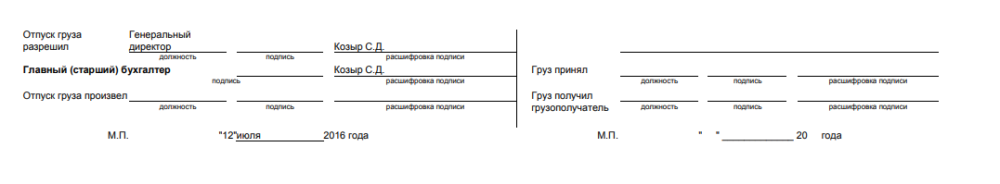 Отпуск груза
разрешил
Генеральный
директор
Козыр С.Д.
должность подпись расшифровка подписи
Главный (старший) бухгалтер Козыр С.Д.
подпись расшифровка подписи
Отпуск груза произвел
должность подпись расшифровка подписи
М.П. "12"июля 2016 года
Груз принял
должность подпись расшифровка подписи
Груз получил
грузополучатель
должность подпись расшифровка подписи
М.П. " " _____________ 20 года